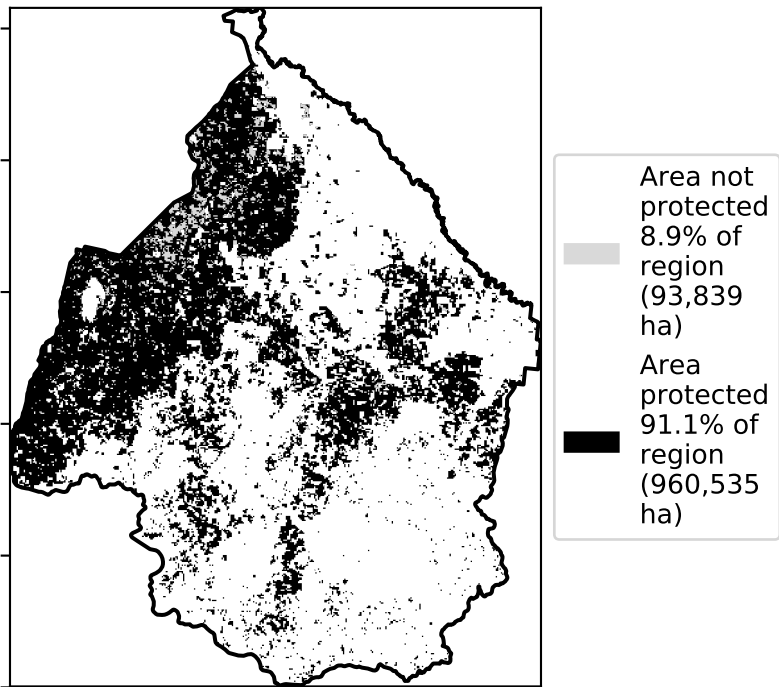 Area not
protected
8.9% of
region
(93,839
ha)
Area
protected
91.1% of
region
(960,535
ha)